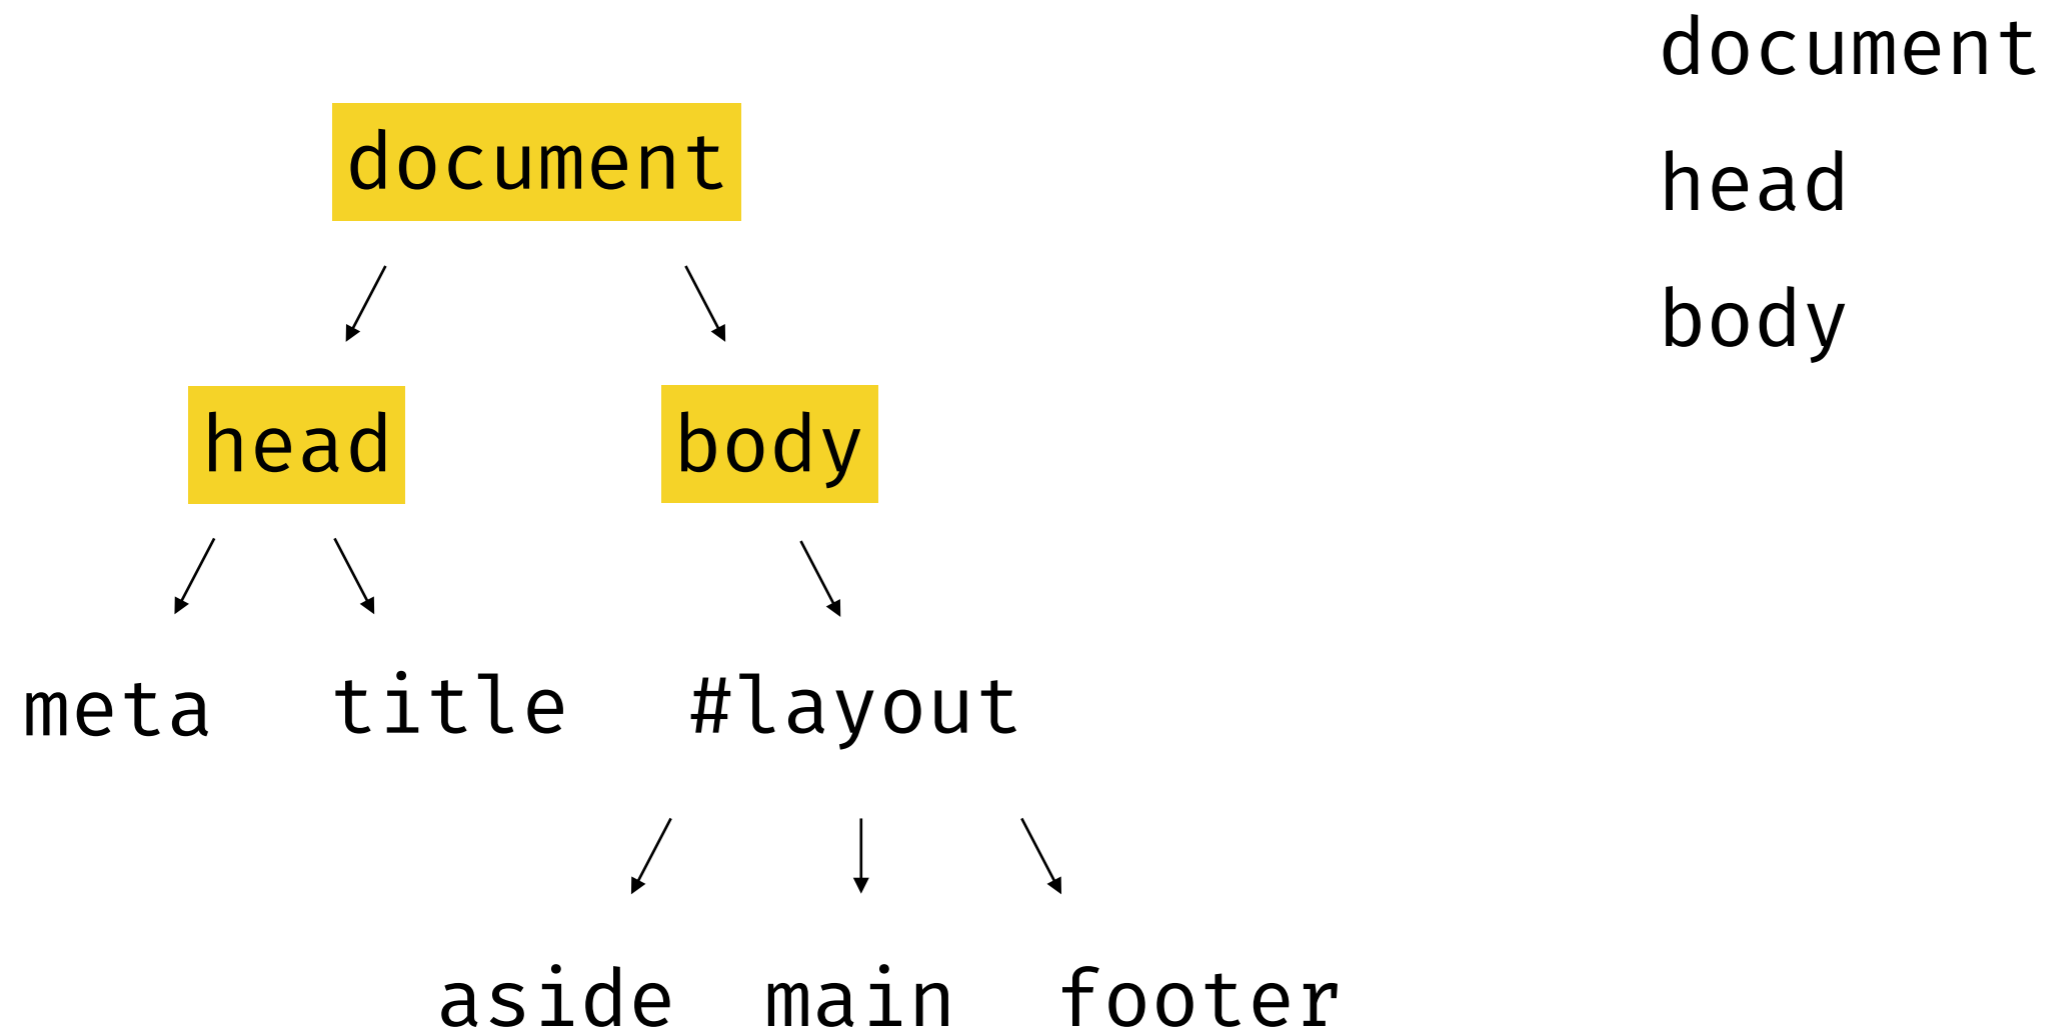 document
head
body
document
head
body
meta title #layout
aside main footer